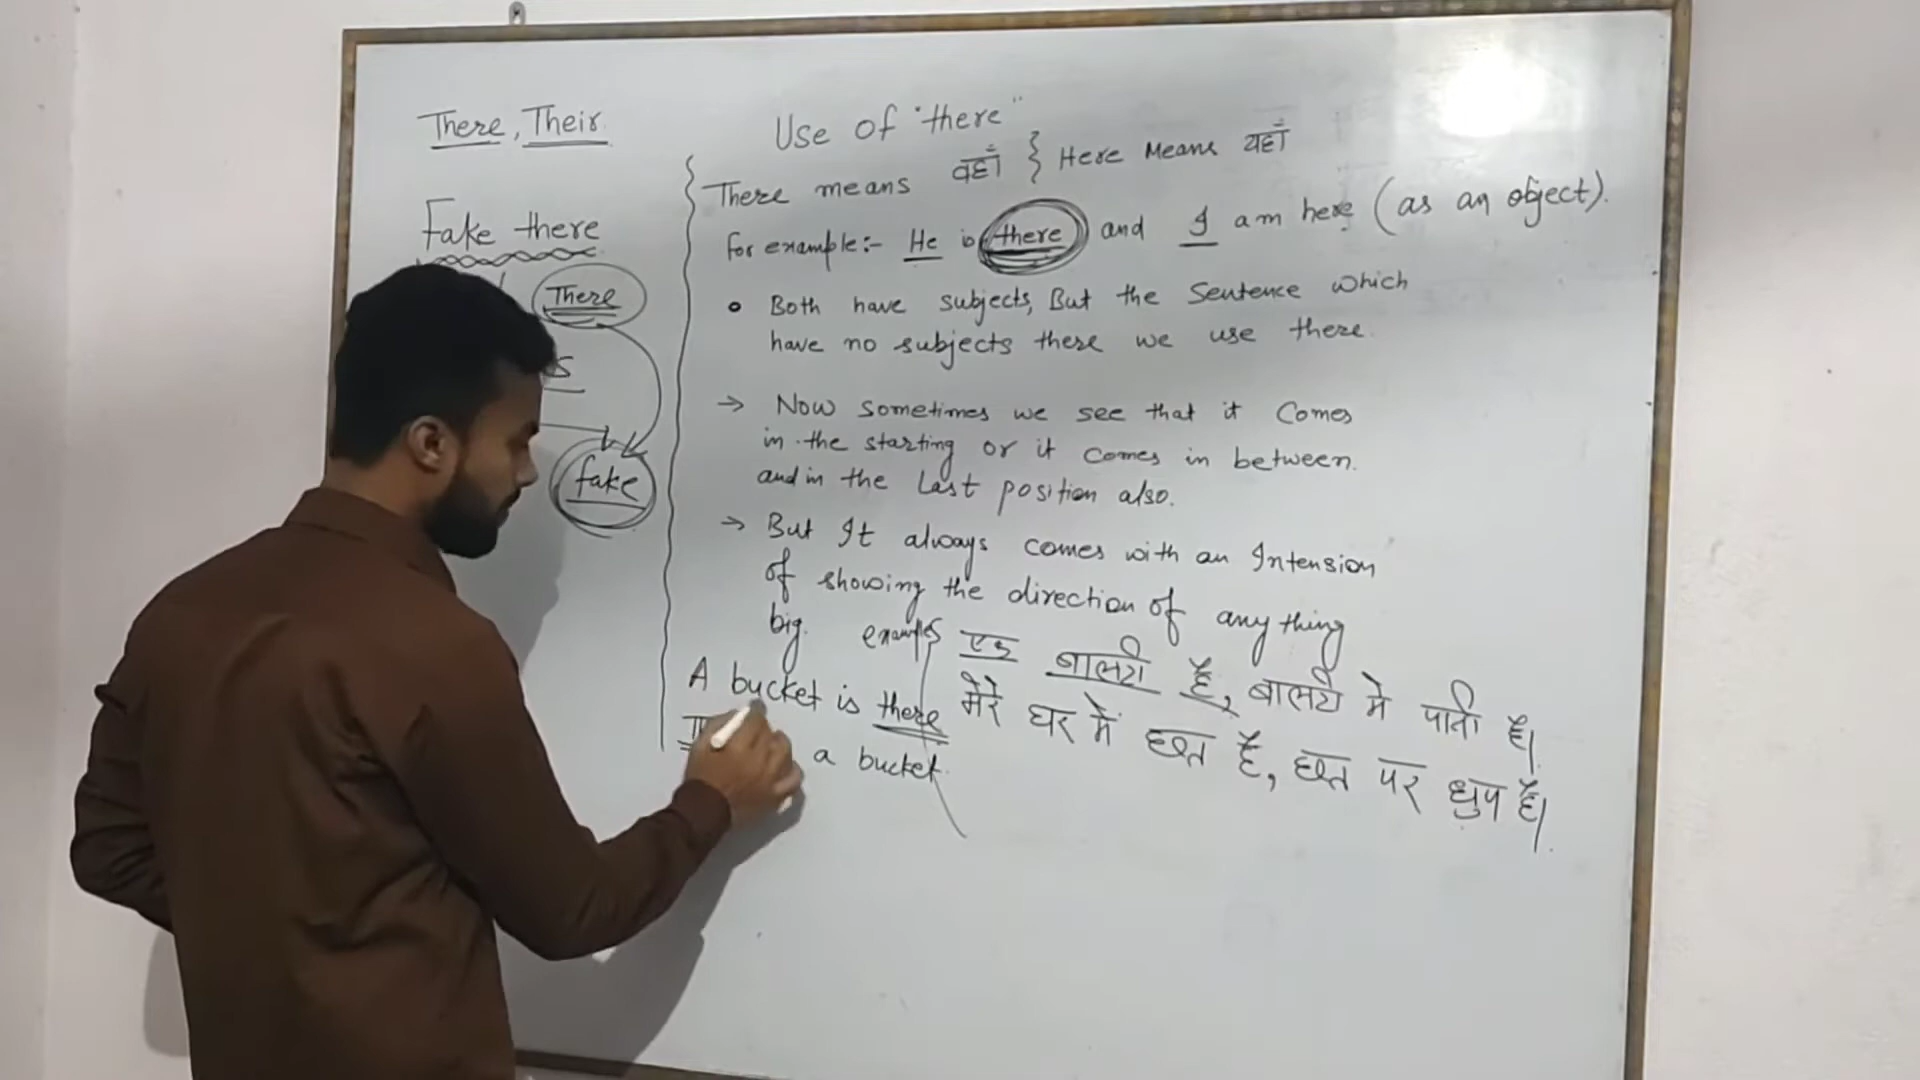 There, Their
Fake there
There
s
fake
Use of "there"
There means वहाँ } Here Means यहाँ
for example:- He is there and I am here (as an object).
• Both have subjects, But the Sentence which
have no subjects there we use there.
→ Now sometimes we see that it Comes
in the starting or it comes in between.
and in the Last position also.
→ But It always comes with an Intension
of showing the direction of any thing
big. examples एक बालटी है, बालटी मे पानी है।
मेरे घर में छत है, छत पर धुप है।
A bucket is there
a bucket.